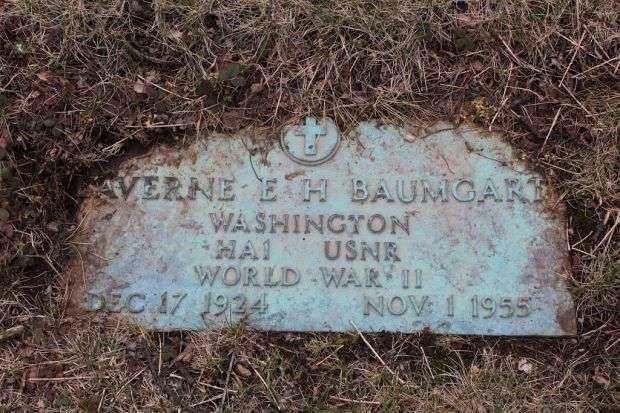 AVERNE E H BAUMGART
WASHINGTON
HA1 USNR
WORLD WAR II
DEC 17 1924 NOV 1 1955